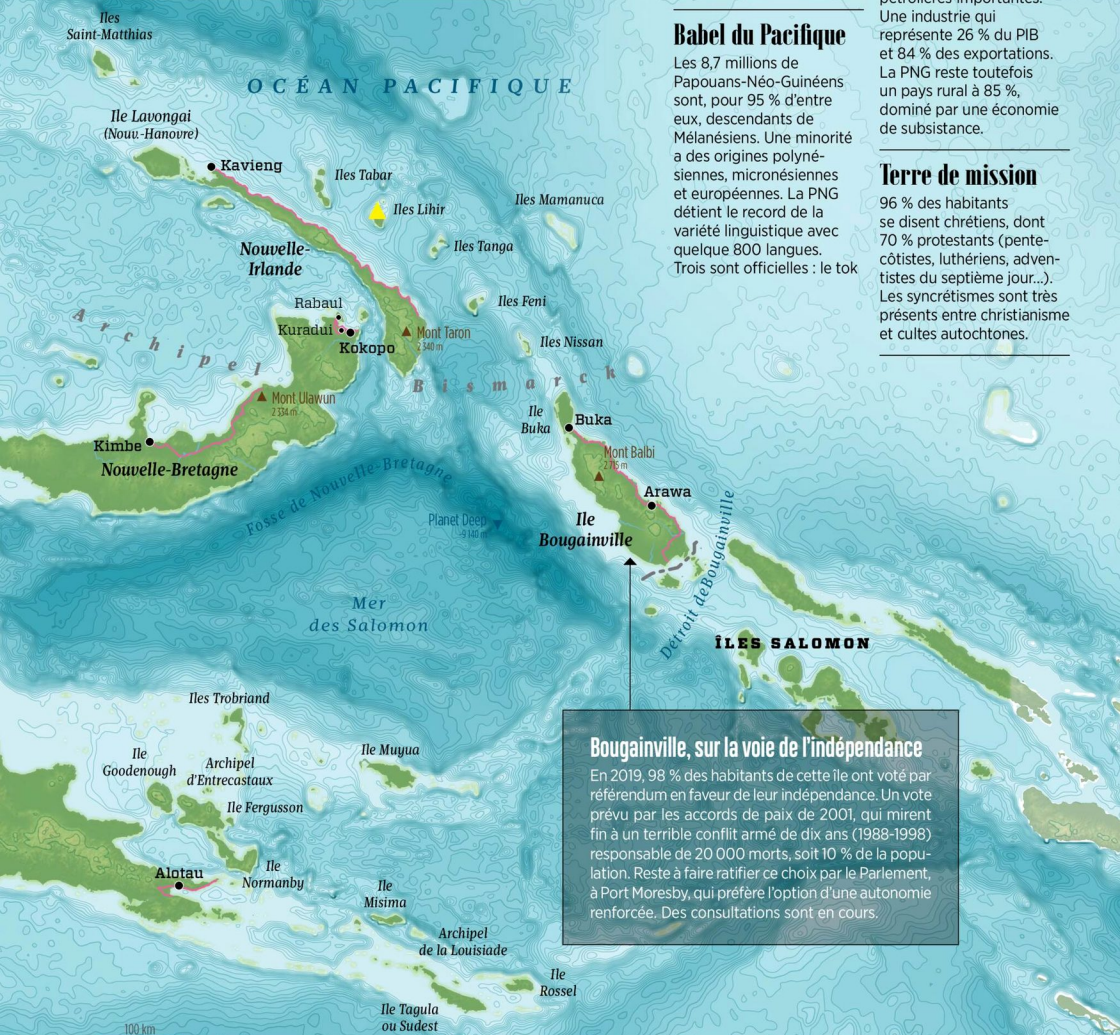 Iles
Saint-Matthias
OCÉAN PACIFIQUE
Ile Lavongai
(Nouv.-Hanovre)
Kavieng
Iles Tabar
Iles Lihir
Iles Mamanuca
Iles Tanga
Nouvelle-
Irlande
Iles Feni
Rabaul
Kuradui
Kokopo
Mont Taron
2 340 m
Iles Nissan
Archipel Bismarck
Mont Ulawun
2 334 m
Ile
Buka
Buka
Kimbe
Nouvelle-Bretagne
Mont Balbi
2 715 m
Fosse de Nouvelle-Bretagne
Arawa
Planet Deep
-9 140 m
Ile
Bougainville
Détroit de Bougainville
Mer
des Salomon
ÎLES SALOMON
Iles Trobriand
Ile
Goodenough
Archipel
d'Entrecastaux
Ile Muyua
Ile Fergusson
Alotau
Ile
Normanby
Ile
Misima
Archipel
de la Louisiade
Ile
Rossel
Ile Tagula
ou Sudest
100 km
Babel du Pacifique
Les 8,7 millions de
Papouans-Néo-Guinéens
sont, pour 95 % d'entre
eux, descendants de
Mélanésiens. Une minorité
a des origines polyné-
siennes, micronésiennes
et européennes. La PNG
détient le record de la
variété linguistique avec
quelque 800 langues.
Trois sont officielles : le tok
pétrolières importantes.
Une industrie qui
représente 26 % du PIB
et 84 % des exportations.
La PNG reste toutefois
un pays rural à 85 %,
dominé par une économie
de subsistance.
Terre de mission
96 % des habitants
se disent chrétiens, dont
70 % protestants (pente-
côtistes, luthériens, adven-
tistes du septième jour...).
Les syncrétismes sont très
présents entre christianisme
et cultes autochtones.
Bougainville, sur la voie de l'indépendance
En 2019, 98 % des habitants de cette île ont voté par
référendum en faveur de leur indépendance. Un vote
prévu par les accords de paix de 2001, qui mirent
fin à un terrible conflit armé de dix ans (1988-1998)
responsable de 20 000 morts, soit 10 % de la popu-
lation. Reste à faire ratifier ce choix par le Parlement,
à Port Moresby, qui préfère l'option d'une autonomie
renforcée. Des consultations sont en cours.